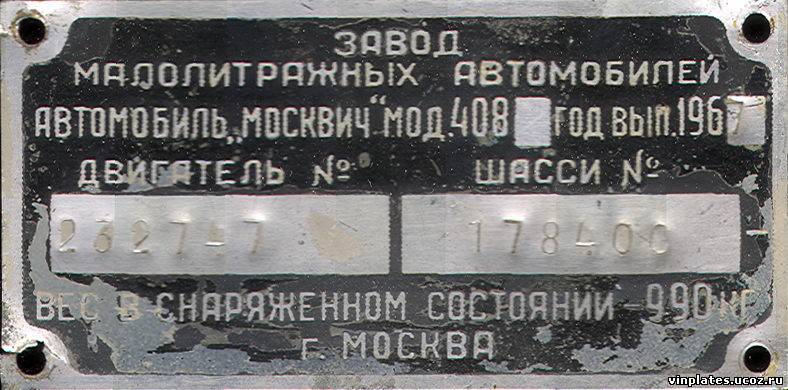 ЗАВОД
МАЛОЛИТРАЖНЫХ АВТОМОБИЛЕЙ
АВТОМОБИЛЬ „МОСКВИЧ“ МОД. 408 ГОД ВЫП. 1967
ДВИГАТЕЛЬ № ШАССИ №
262747 178400
ВЕС В СНАРЯЖЕННОМ СОСТОЯНИИ - 990 КГ
Г. МОСКВА
vinplates.ucoz.ru